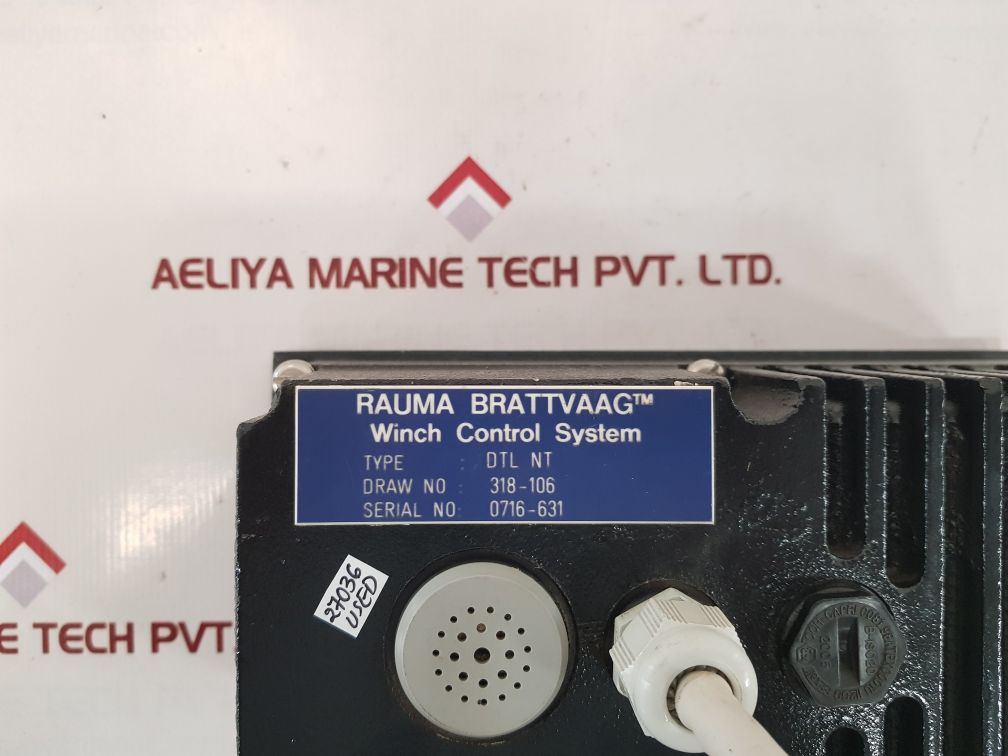 AELIYA MARINE TECH PVT. LTD.
RAUMA BRATTVAAG™
Winch Control System
TYPE : DTL NT
DRAW NO : 318-106
SERIAL NO: 0716-631
27036
USED
NE TECH PVT